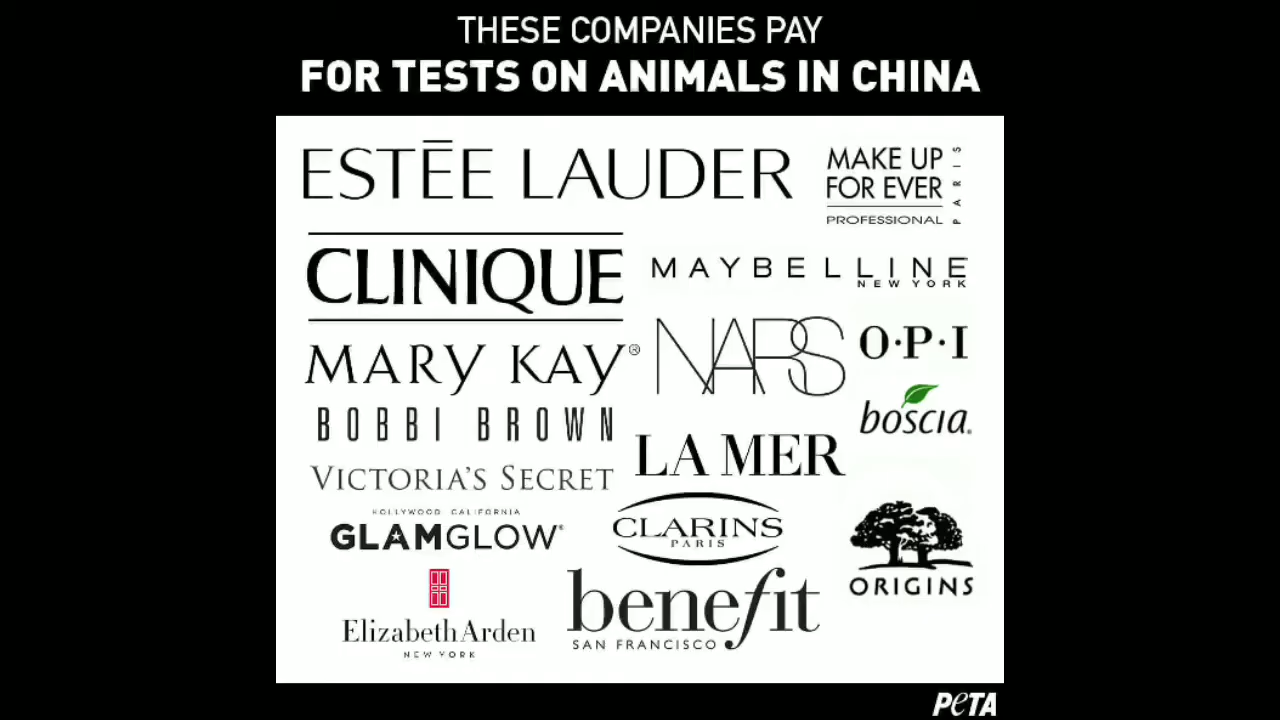 THESE COMPANIES PAY
FOR TESTS ON ANIMALS IN CHINA
ESTĒE LAUDER
MAKE UP
FOR EVER
PROFESSIONAL
PARIS
CLINIQUE
MAYBELLINE
NEW YORK
MARY KAY®
NARS
O·P·I
BOBBI BROWN
boscia.
LA MER
VICTORIA'S SECRET
HOLLYWOOD CALIFORNIA
GLAMGLOW®
CLARINS
PARIS
ORIGINS
Elizabeth Arden
NEW YORK
benefit
SAN FRANCISCO
PeTA